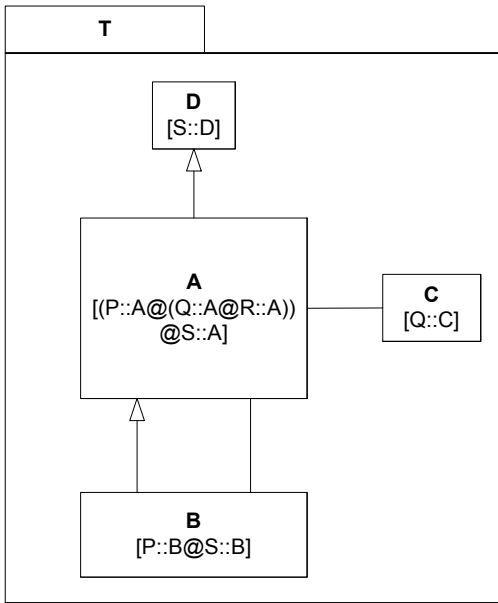 T
D
[S::D]
A
[(P::A@(Q::A@R::A))
@S::A]
C
[Q::C]
B
[P::B@S::B]